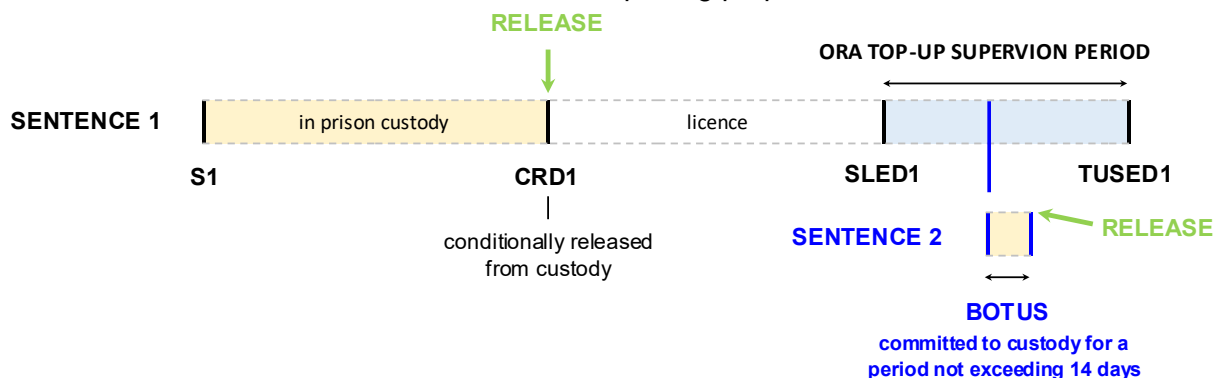 RELEASE
ORA TOP-UP SUPERVION PERIOD
SENTENCE 1
in prison custody
licence
S1
CRD1
SLED1
TUSED1
conditionally released
from custody
SENTENCE 2
RELEASE
BOTUS
committed to custody for a
period not exceeding 14 days